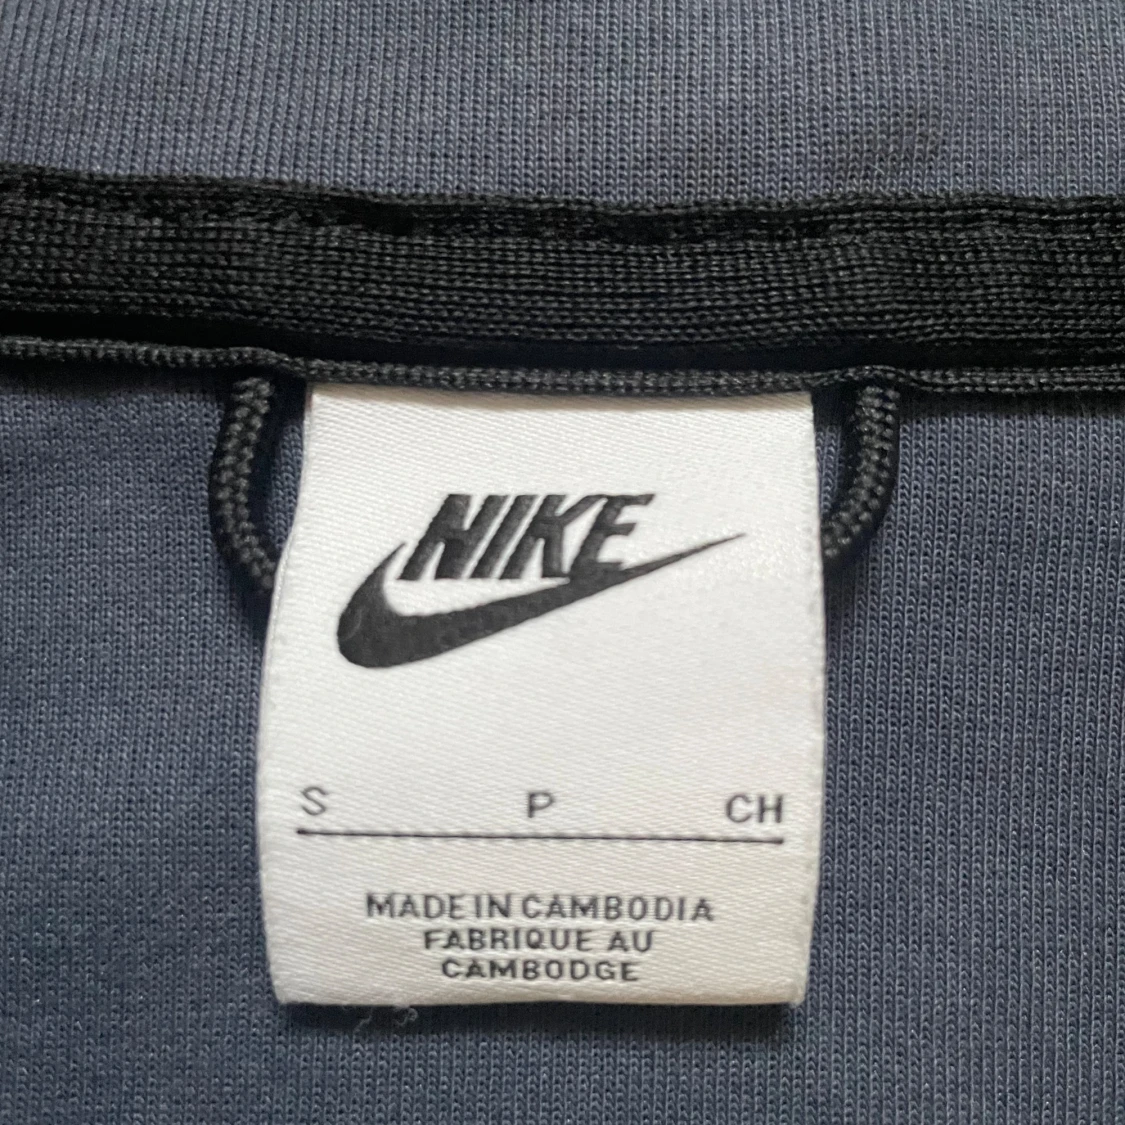 NIKE
S P CH
MADE IN CAMBODIA
FABRIQUE AU
CAMBODGE